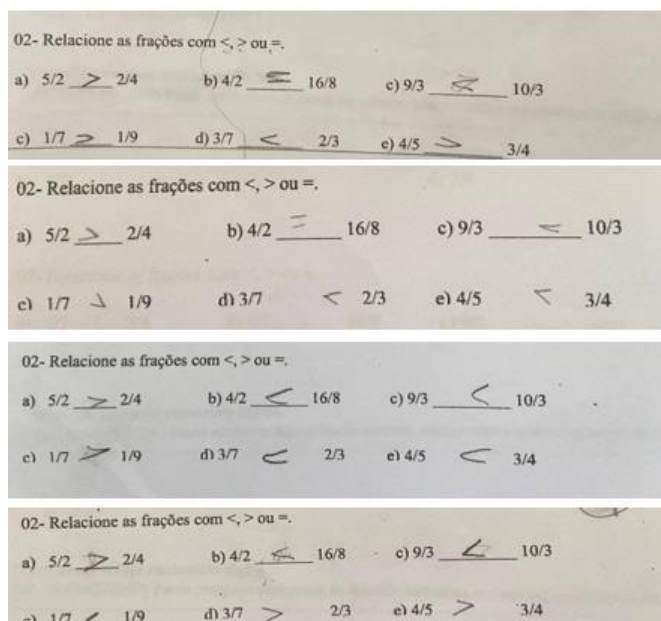 02- Relacione as frações com <, > ou =.
a) 5/2 > 2/4 b) 4/2 = 16/8 c) 9/3 < 10/3
c) 1/7 > 1/9 d) 3/7 < 2/3 e) 4/5 > 3/4
02- Relacione as frações com <, > ou =.
a) 5/2 > 2/4 b) 4/2 = 16/8 c) 9/3 < 10/3
c) 1/7 > 1/9 d) 3/7 < 2/3 e) 4/5 < 3/4
02- Relacione as frações com <, > ou =.
a) 5/2 > 2/4 b) 4/2 < 16/8 c) 9/3 < 10/3
c) 1/7 > 1/9 d) 3/7 < 2/3 e) 4/5 < 3/4
02- Relacione as frações com <, > ou =.
a) 5/2 > 2/4 b) 4/2 < 16/8 c) 9/3 < 10/3
c) 1/7 1/9 d) 3/7 > 2/3 e) 4/5 > 3/4